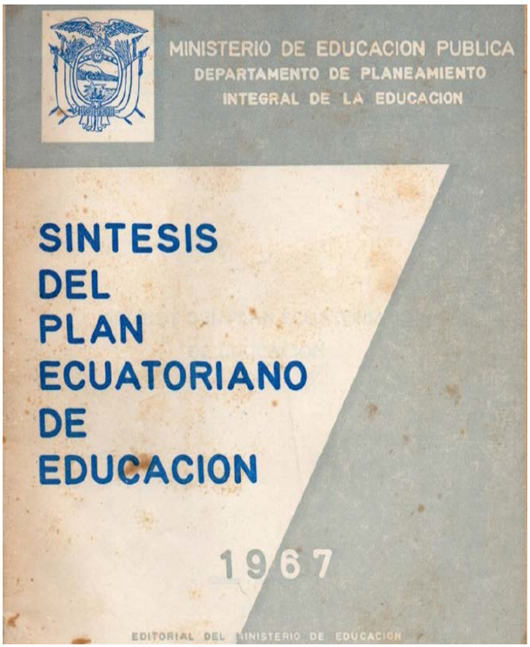 MINISTERIO DE EDUCACION PUBLICA
DEPARTAMENTO DE PLANEAMIENTO
INTEGRAL DE LA EDUCACION
SINTESIS
DEL
PLAN
ECUATORIANO
DE
EDUCACION
1967
EDITORIAL DEL MINISTERIO DE EDUCACION